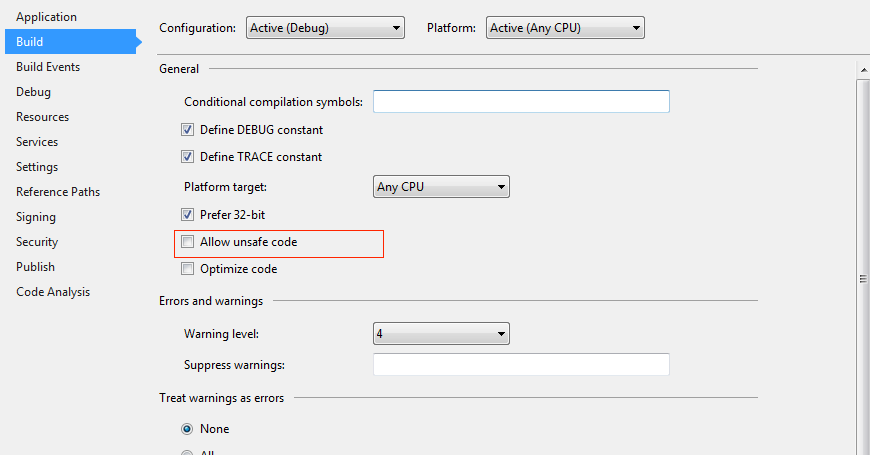 Application
Build
Build Events
Debug
Resources
Services
Settings
Reference Paths
Signing
Security
Publish
Code Analysis
Configuration: Active (Debug) Platform: Active (Any CPU)
General
Conditional compilation symbols:
Define DEBUG constant
Define TRACE constant
Platform target: Any CPU
Prefer 32-bit
Allow unsafe code
Optimize code
Errors and warnings
Warning level: 4
Suppress warnings:
Treat warnings as errors
None
All